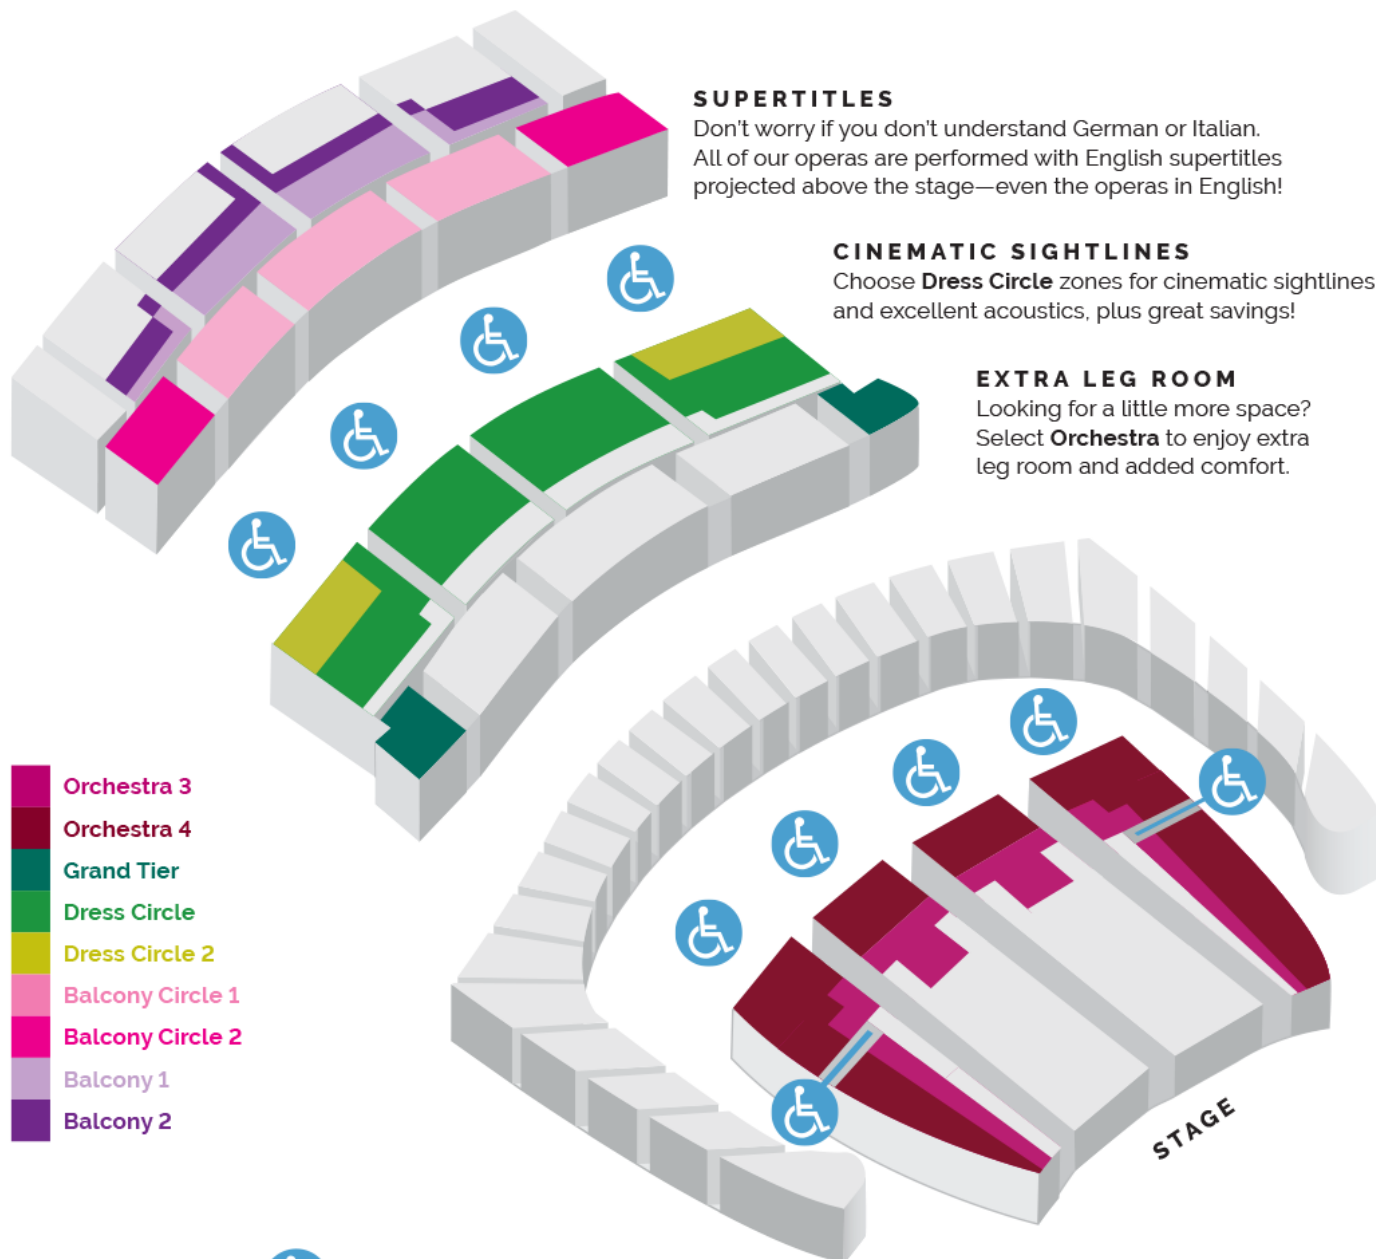 SUPERTITLES
Don't worry if you don't understand German or Italian.
All of our operas are performed with English supertitles
projected above the stage—even the operas in English!
CINEMATIC SIGHTLINES
Choose Dress Circle zones for cinematic sightlines
and excellent acoustics, plus great savings!
EXTRA LEG ROOM
Looking for a little more space?
Select Orchestra to enjoy extra
leg room and added comfort.
Orchestra 3
Orchestra 4
Grand Tier
Dress Circle
Dress Circle 2
Balcony Circle 1
Balcony Circle 2
Balcony 1
Balcony 2
STAGE